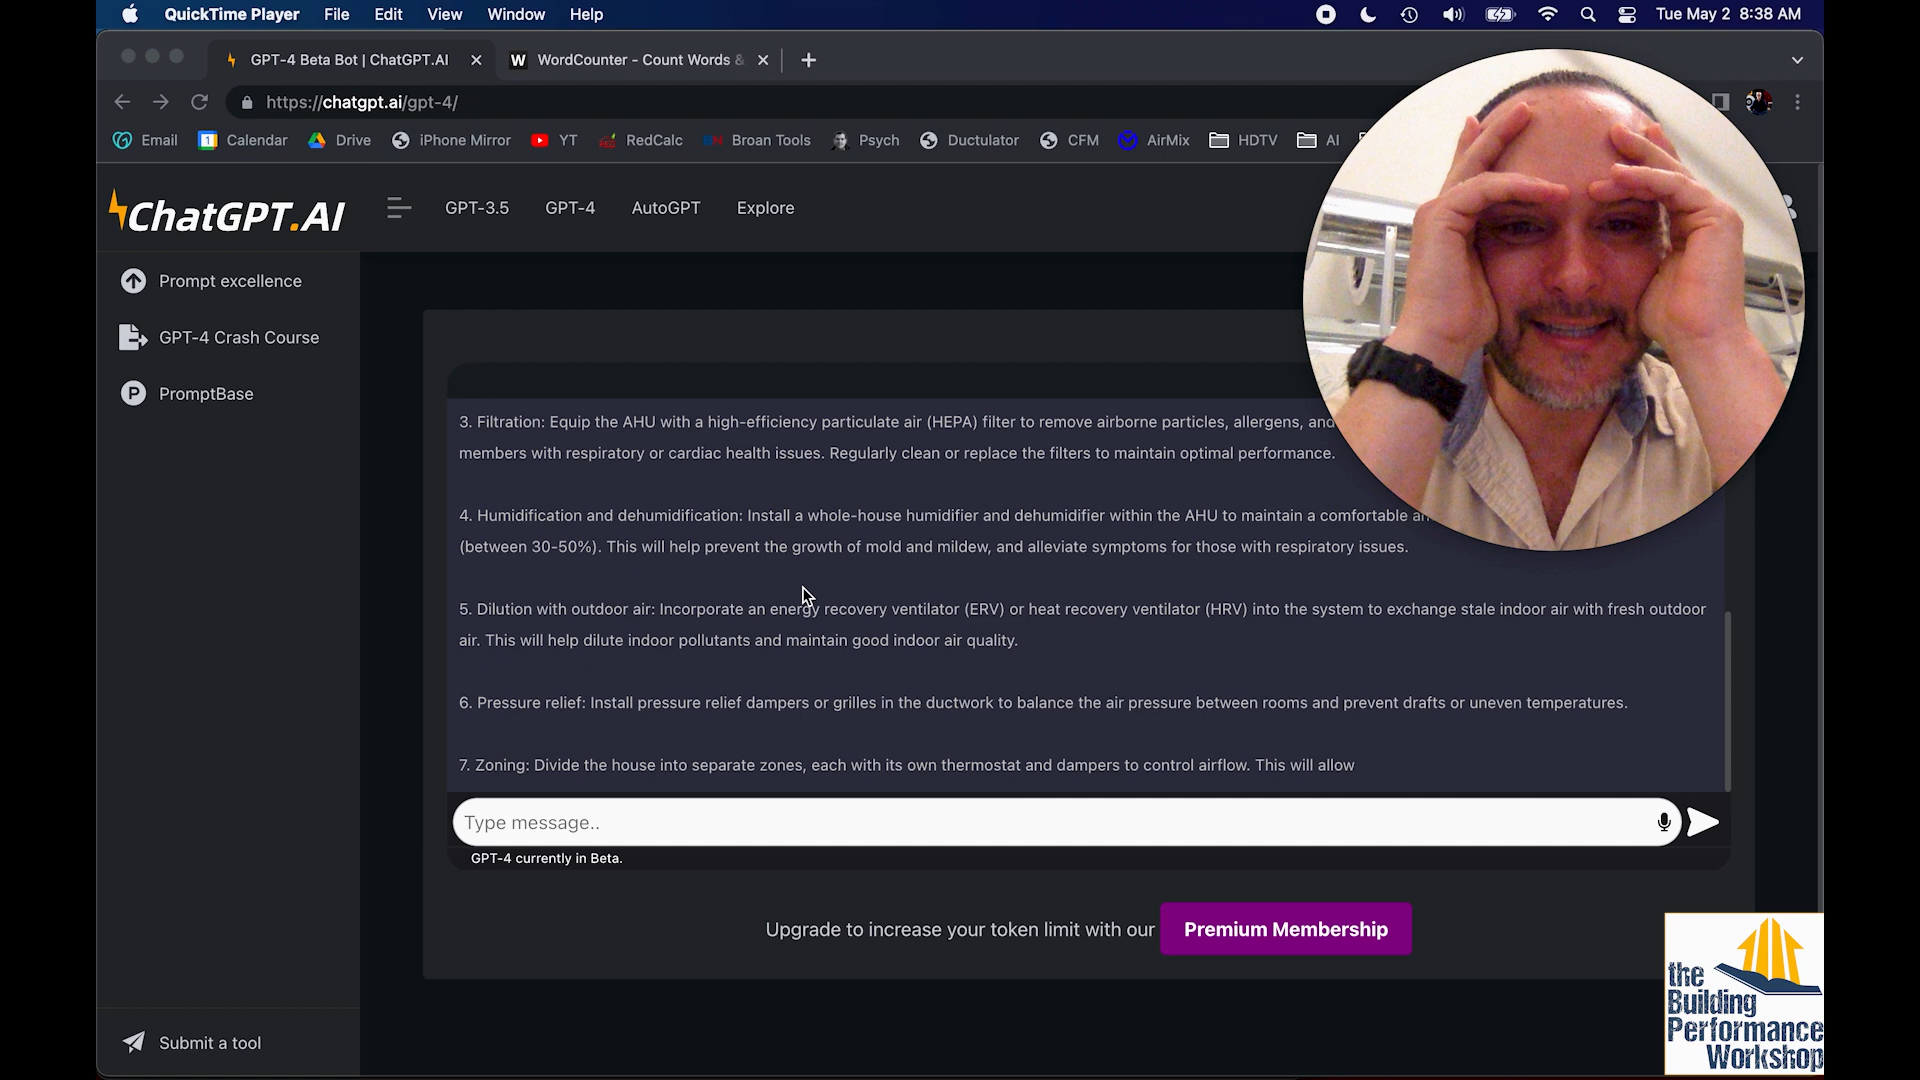 QuickTime Player File Edit View Window Help Tue May 2 8:38 AM
GPT-4 Beta Bot | ChatGPT.AI WordCounter - Count Words &
https://chatgpt.ai/gpt-4/
Email Calendar Drive iPhone Mirror YT RedCalc Broan Tools Psych Ductulator CFM AirMix HDTV AI
ChatGPT.AI GPT-3.5 GPT-4 AutoGPT Explore
Prompt excellence
GPT-4 Crash Course
PromptBase
3. Filtration: Equip the AHU with a high-efficiency particulate air (HEPA) filter to remove airborne particles, allergens, and
members with respiratory or cardiac health issues. Regularly clean or replace the filters to maintain optimal performance.
4. Humidification and dehumidification: Install a whole-house humidifier and dehumidifier within the AHU to maintain a comfortable
(between 30-50%). This will help prevent the growth of mold and mildew, and alleviate symptoms for those with respiratory issues.
5. Dilution with outdoor air: Incorporate an energy recovery ventilator (ERV) or heat recovery ventilator (HRV) into the system to exchange stale indoor air with fresh outdoor
air. This will help dilute indoor pollutants and maintain good indoor air quality.
6. Pressure relief: Install pressure relief dampers or grilles in the ductwork to balance the air pressure between rooms and prevent drafts or uneven temperatures.
7. Zoning: Divide the house into separate zones, each with its own thermostat and dampers to control airflow. This will allow
Type message..
GPT-4 currently in Beta.
Upgrade to increase your token limit with our Premium Membership
Submit a tool
the
Building
Performance
Workshop